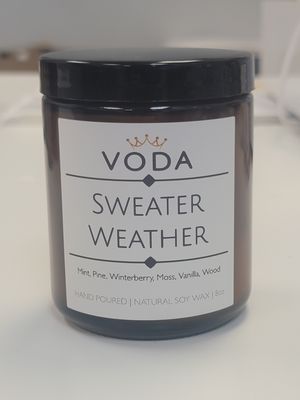 VODA
SWEATER
WEATHER
Mint, Pine, Winterberry, Moss, Vanilla, Wood
HAND POURED | NATURAL SOY WAX | 8oz